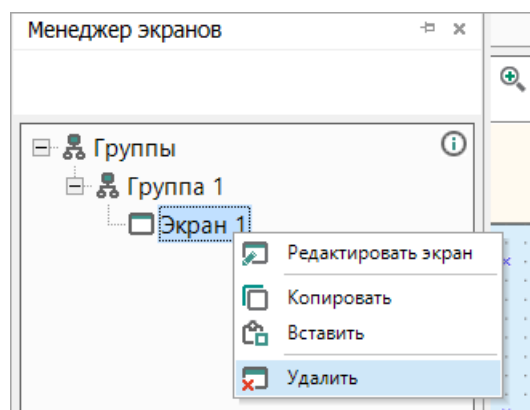 Менеджер экранов
Группы
Группа 1
Экран 1
Редактировать экран
Копировать
Вставить
Удалить